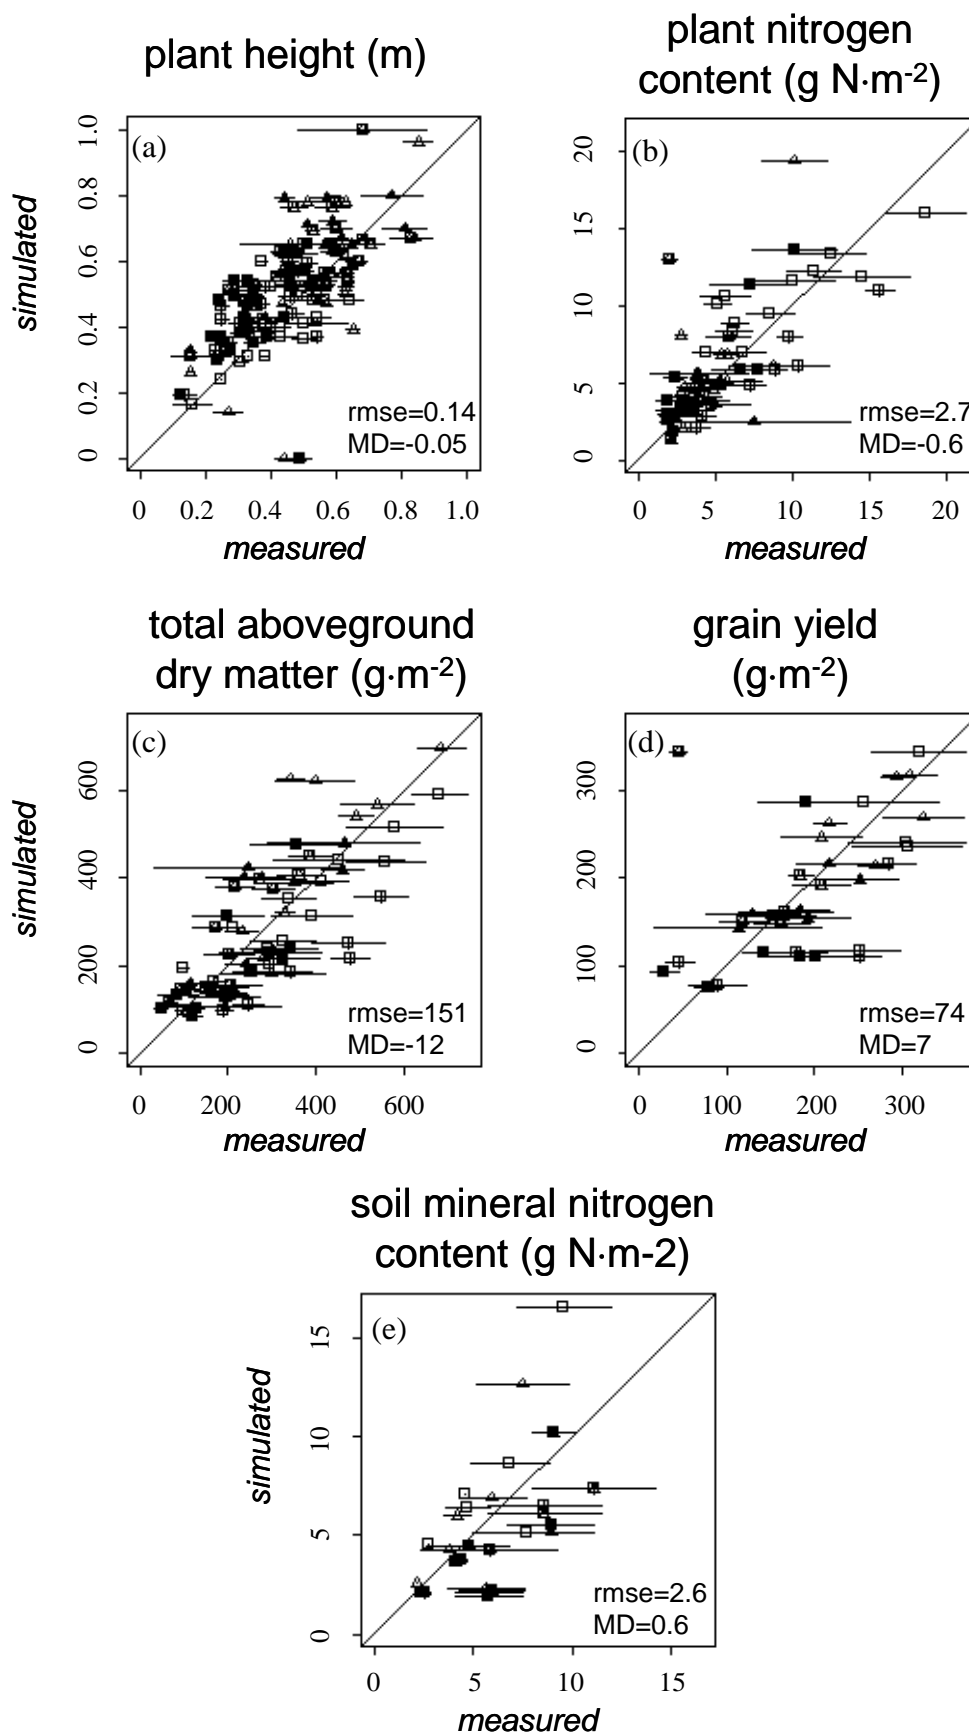 plant height (m)
plant nitrogen
content (g N·m-2)
(a)
(b)
simulated
0
0.2
0.4
0.6
0.8
1.0
rmse=0.14
MD=-0.05
0
0.2
0.4
0.6
0.8
1.0
measured
0
5
10
15
20
rmse=2.7
MD=-0.6
0
5
10
15
20
measured
total aboveground
dry matter (g·m-2)
grain yield
(g·m-2)
(c)
(d)
simulated
0
200
400
600
rmse=151
MD=-12
0
200
400
600
measured
0
100
200
300
rmse=74
MD=7
0
100
200
300
measured
soil mineral nitrogen
content (g N·m-2)
(e)
simulated
0
5
10
15
rmse=2.6
MD=0.6
0
5
10
15
measured